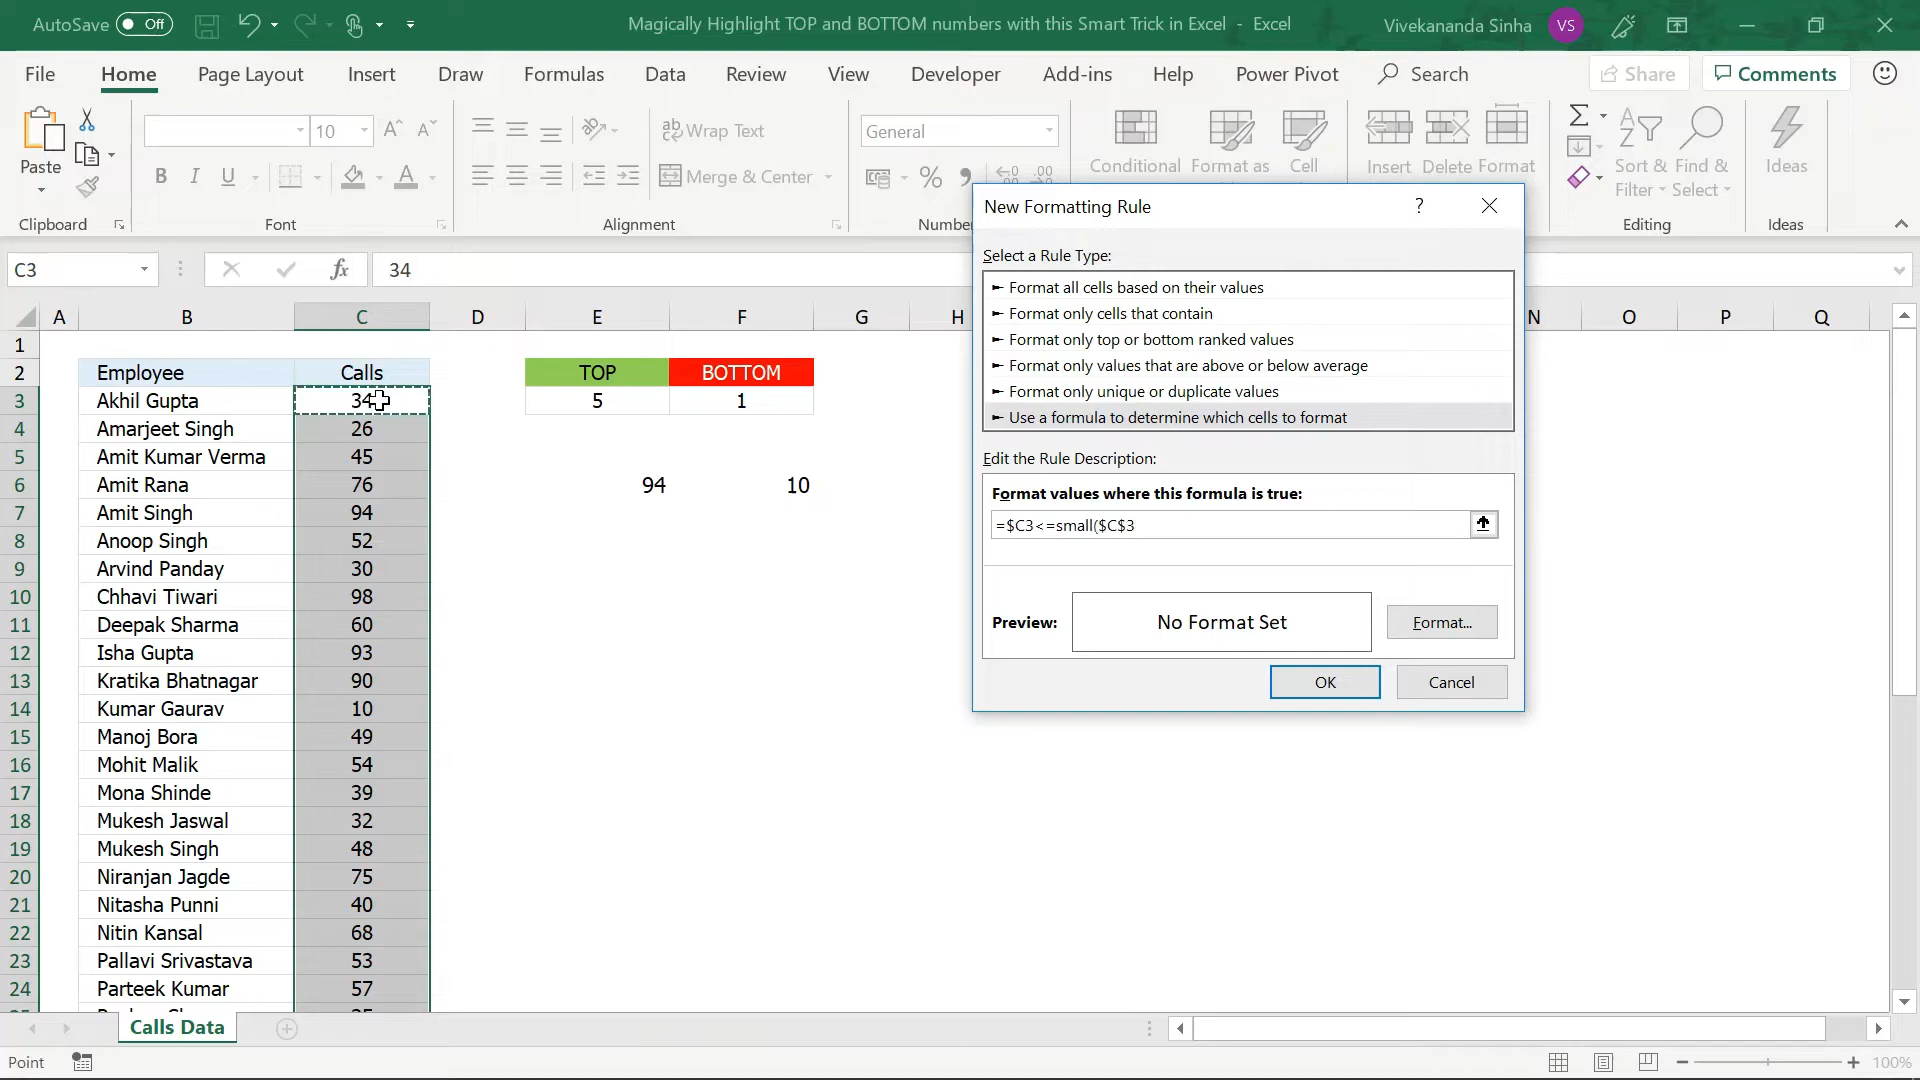 AutoSave Off
Magically Highlight TOP and BOTTOM numbers with this Smart Trick in Excel - Excel
Vivekananda Sinha VS
File Home Page Layout Insert Draw Formulas Data Review View Developer Add-ins Help Power Pivot Search Share Comments
Paste
10
Wrap Text
Merge & Center
General
Conditional
Format as
Cell
Insert Delete Format
Sort & Filter
Find & Select
Ideas
Clipboard Font Alignment Number Editing Ideas
C3 fx 34
A B C D E F G H N O P Q
1
2 Employee Calls TOP BOTTOM
3 Akhil Gupta 34 5 1
4 Amarjeet Singh 26
5 Amit Kumar Verma 45
6 Amit Rana 76 94 10
7 Amit Singh 94
8 Anoop Singh 52
9 Arvind Panday 30
10 Chhavi Tiwari 98
11 Deepak Sharma 60
12 Isha Gupta 93
13 Kratika Bhatnagar 90
14 Kumar Gaurav 10
15 Manoj Bora 49
16 Mohit Malik 54
17 Mona Shinde 39
18 Mukesh Jaswal 32
19 Mukesh Singh 48
20 Niranjan Jagde 75
21 Nitasha Punni 40
22 Nitin Kansal 68
23 Pallavi Srivastava 53
24 Parteek Kumar 57
New Formatting Rule ?
Select a Rule Type:
► Format all cells based on their values
► Format only cells that contain
► Format only top or bottom ranked values
► Format only values that are above or below average
► Format only unique or duplicate values
► Use a formula to determine which cells to format
Edit the Rule Description:
Format values where this formula is true:
=$C3<=small($C$3
Preview: No Format Set Format...
OK Cancel
Calls Data
Point
100%